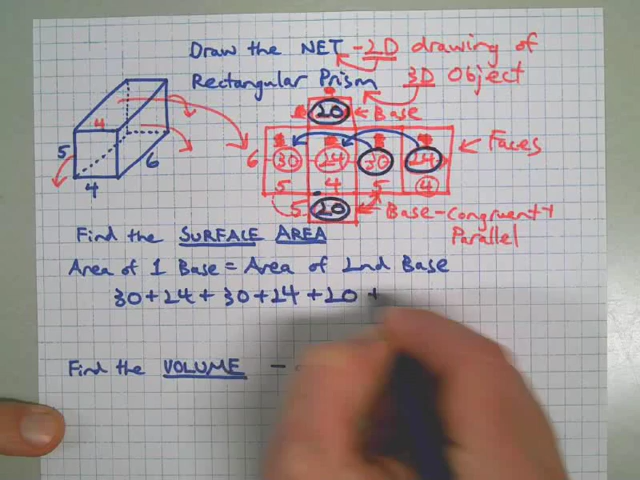 Draw the NET - 2D drawing of
Rectangular Prism 3D Object
20 Base
4
5
6
4
6 30 24 30 24 Faces
5 4 5 4
5 20 Base - congruent +
Parallel
Find the SURFACE AREA
Area of 1 Base = Area of 2nd Base
30 + 24 + 30 + 24 + 20 +
Find the VOLUME -